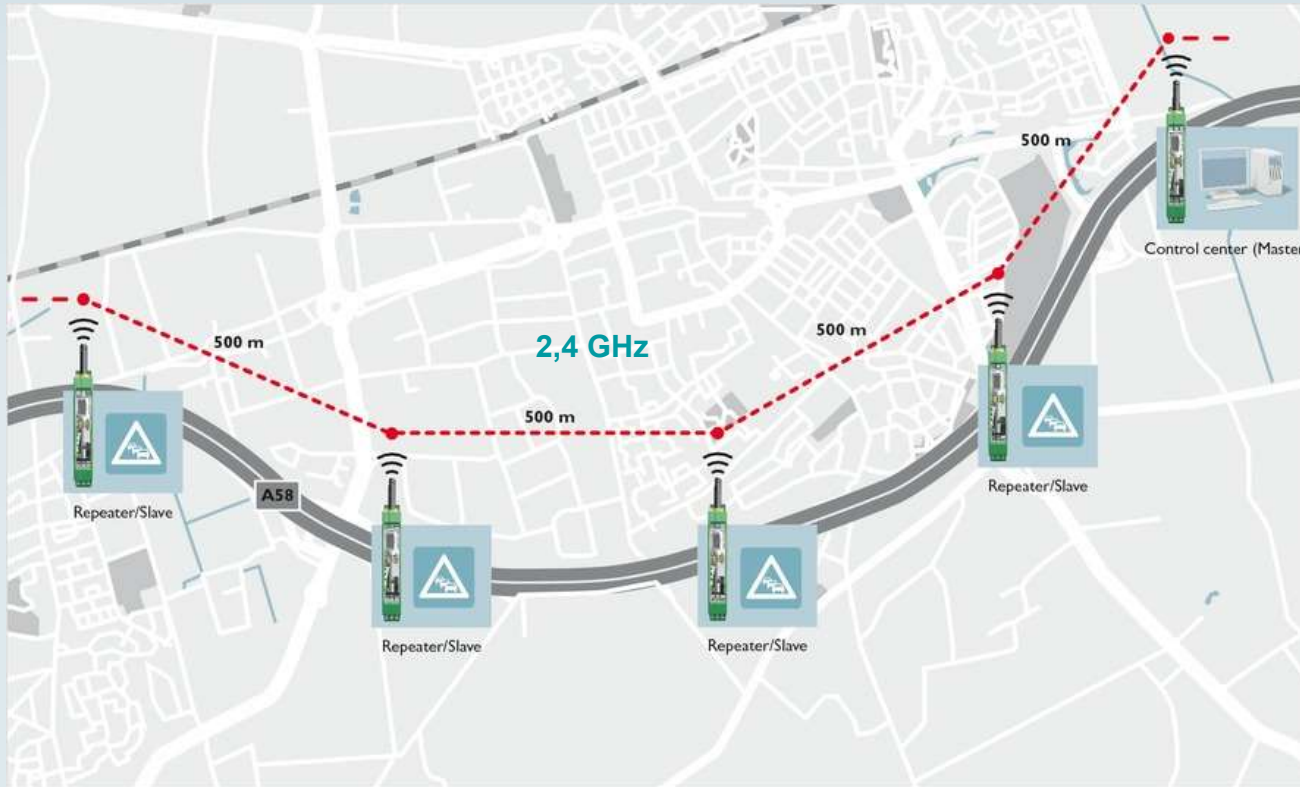 500 m
Control center (Master
500 m
2,4 GHz
500 m
500 m
A58
Repeater/Slave
Repeater/Slave
Repeater/Slave
Repeater/Slave